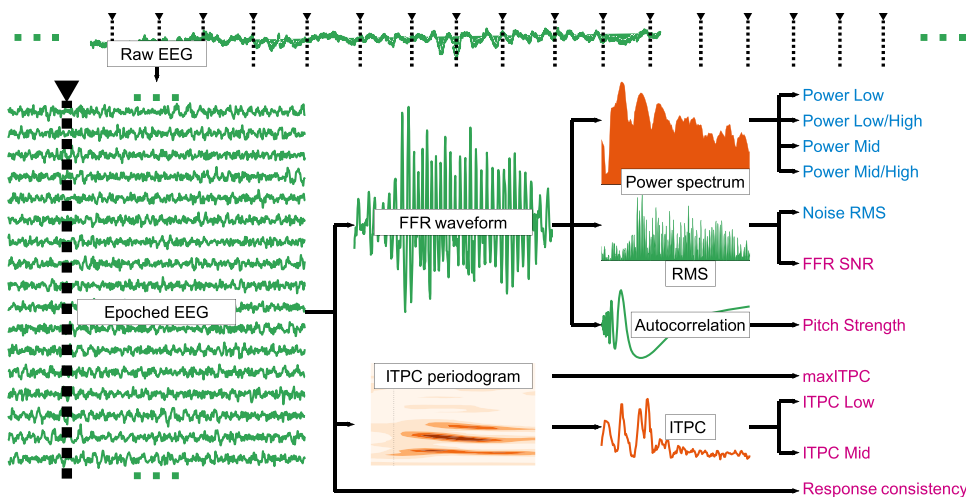 Raw EEG
Epoched EEG
FFR waveform
Power spectrum
Power Low
Power Low/High
Power Mid
Power Mid/High
RMS
Noise RMS
FFR SNR
Autocorrelation
Pitch Strength
ITPC periodogram
maxITPC
ITPC
ITPC Low
ITPC Mid
Response consistency